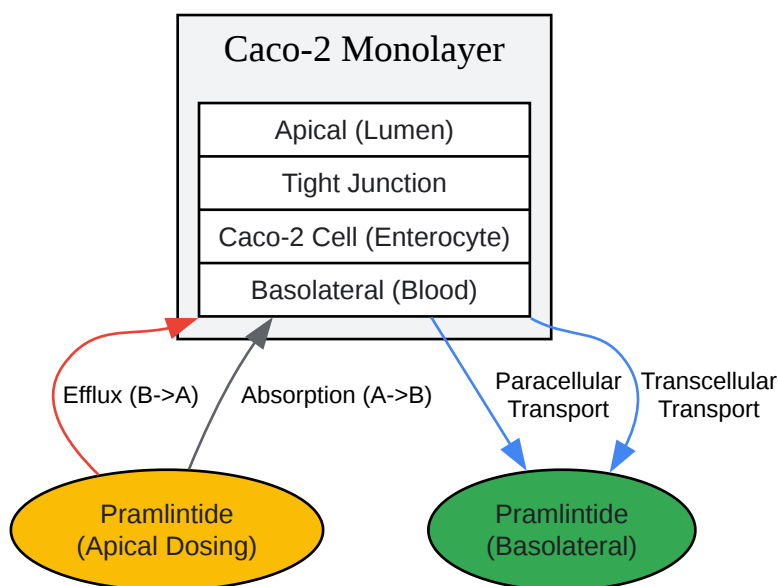 Caco-2 Monolayer
Apical (Lumen)
Tight Junction
Caco-2 Cell (Enterocyte)
Basolateral (Blood)
Efflux (B->A)
Absorption (A->B)
Paracellular
Transport
Transcellular
Transport
Pramlintide
(Apical Dosing)
Pramlintide
(Basolateral)